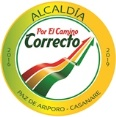 ALCALDÍA
Por El Camino
Correcto
2016
2019
PAZ DE ARIPORO - CASANARE